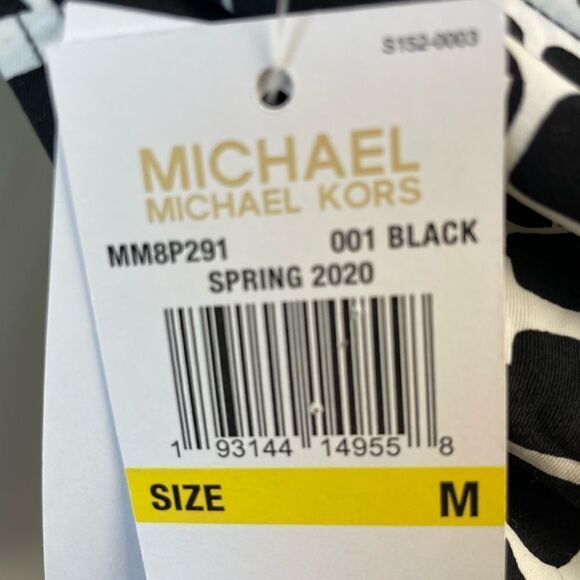 S152-0003
MICHAEL
MICHAEL KORS
MM8P291 001 BLACK
SPRING 2020
1 93144 14955 8
SIZE M